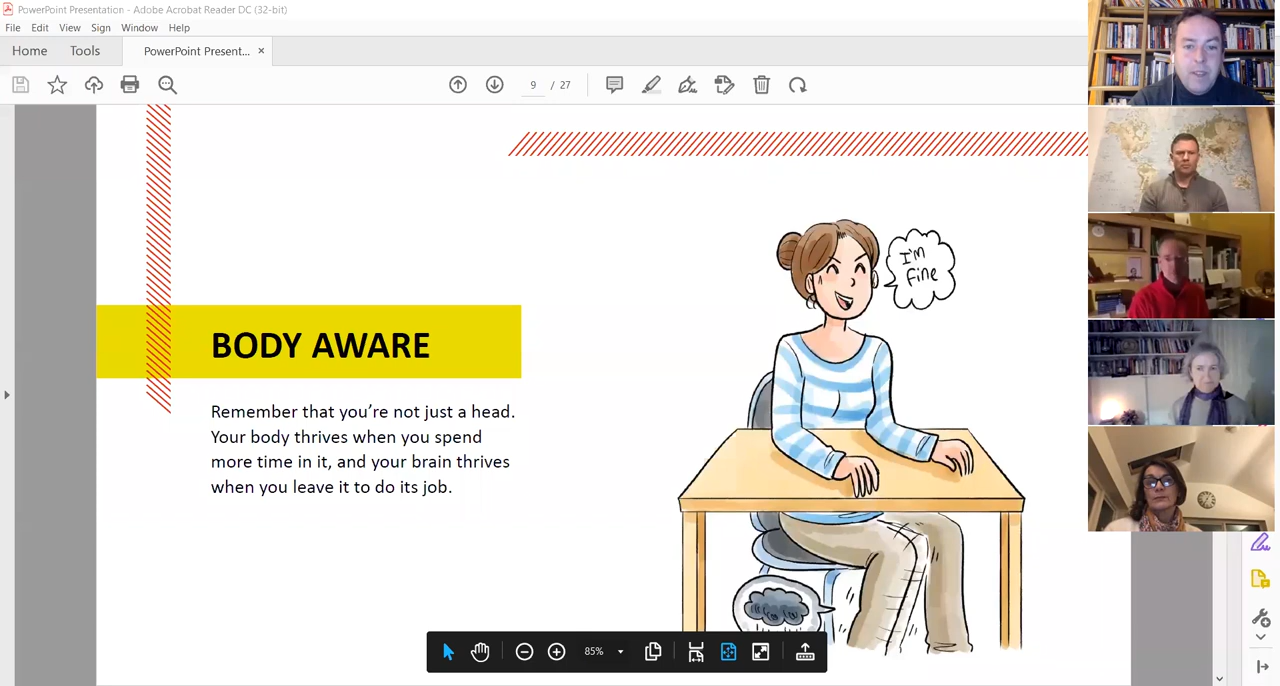 PowerPoint Presentation - Adobe Acrobat Reader DC (32-bit)
File Edit View Sign Window Help
Home Tools PowerPoint Present... ×
9 / 27
I'm
Fine
BODY AWARE
Remember that you’re not just a head.
Your body thrives when you spend
more time in it, and your brain thrives
when you leave it to do its job.
85%